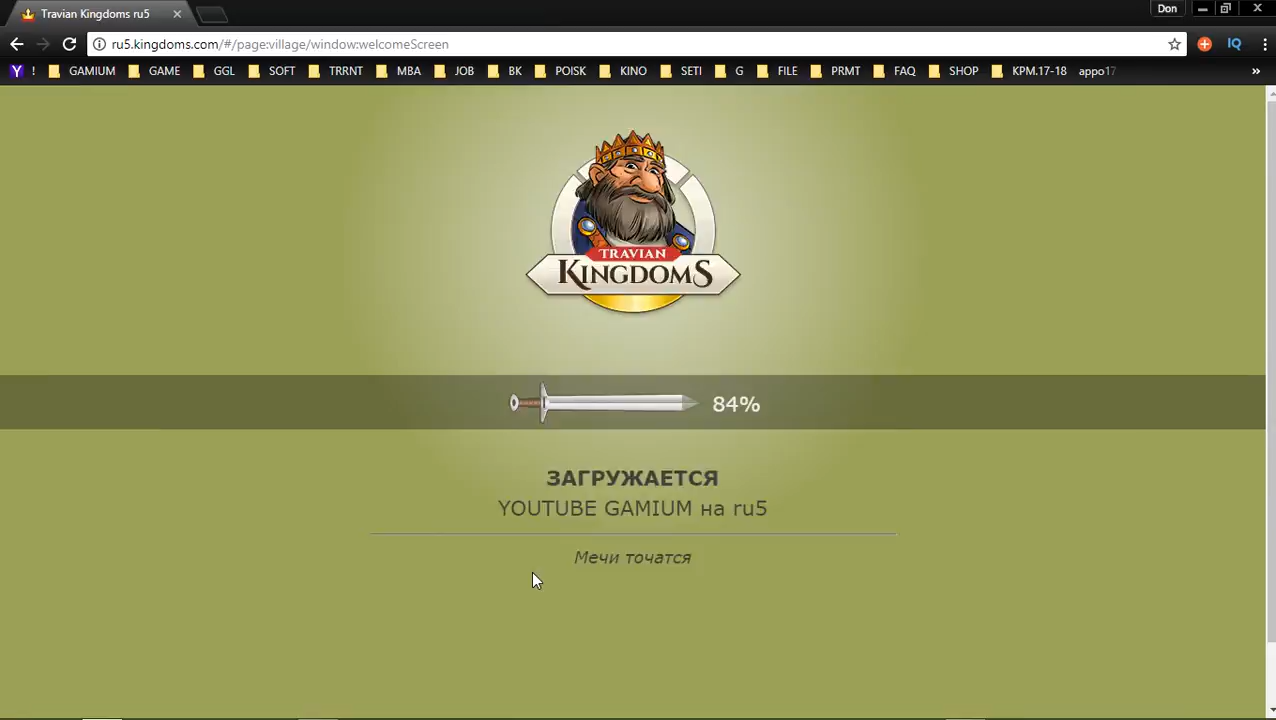 Travian Kingdoms ru5
Don
ru5.kingdoms.com/#/page:village/window:welcomeScreen
IQ
Y ! GAMIUM GAME GGL SOFT TRRNT MBA JOB BK POISK KINO SETI G FILE PRMT FAQ SHOP KPM.17-18 appo17
TRAVIAN
KINGDOMS
84%
ЗАГРУЖАЕТСЯ
YOUTUBE GAMIUM на ru5
Мечи точатся